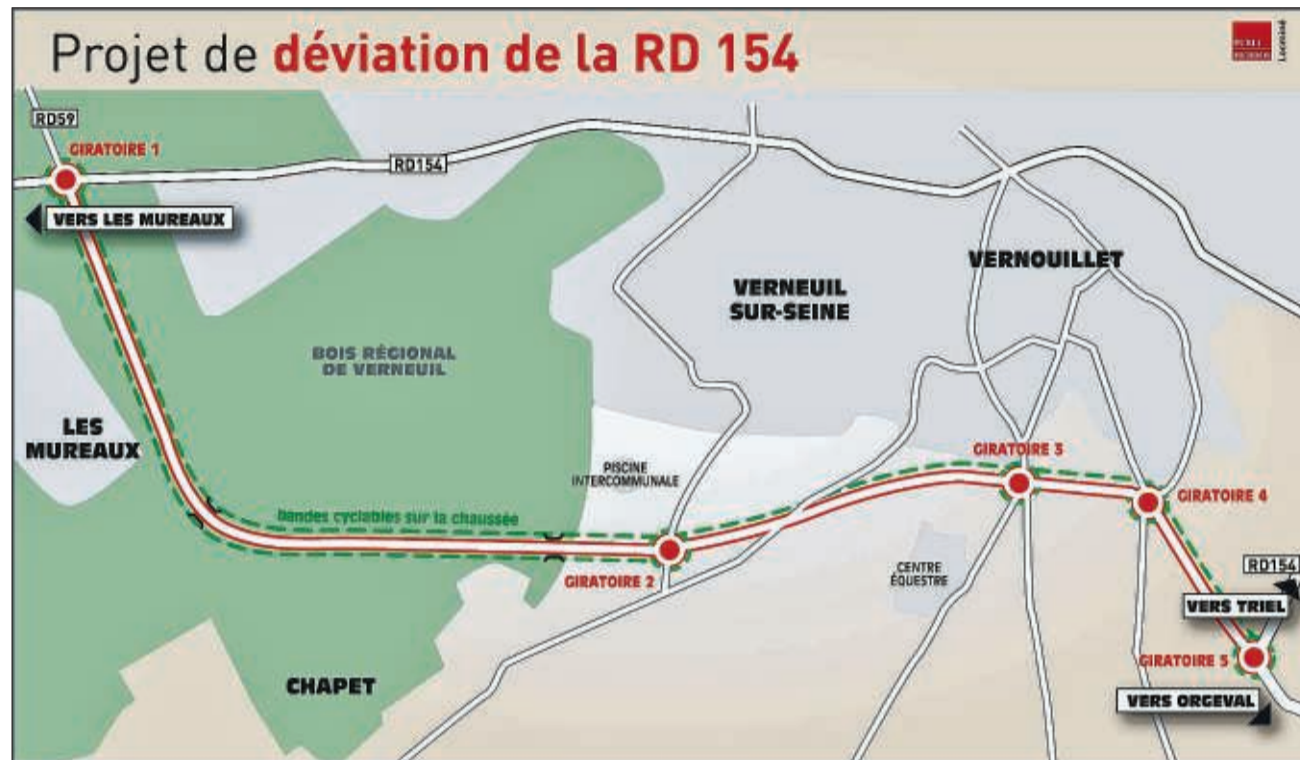 Projet de déviation de la RD 154
Locminé
RD59
GIRATOIRE 1
RD154
VERS LES MUREAUX
VERNOUILLET
VERNEUIL
SUR-SEINE
BOIS RÉGIONAL
DE VERNEUIL
LES
MUREAUX
PISCINE
INTERCOMMUNALE
GIRATOIRE 3
GIRATOIRE 4
bandes cyclables sur la chaussée
GIRATOIRE 2
CENTRE
ÉQUESTRE
RD154
VERS TRIEL
GIRATOIRE 5
CHAPET
VERS ORGEVAL